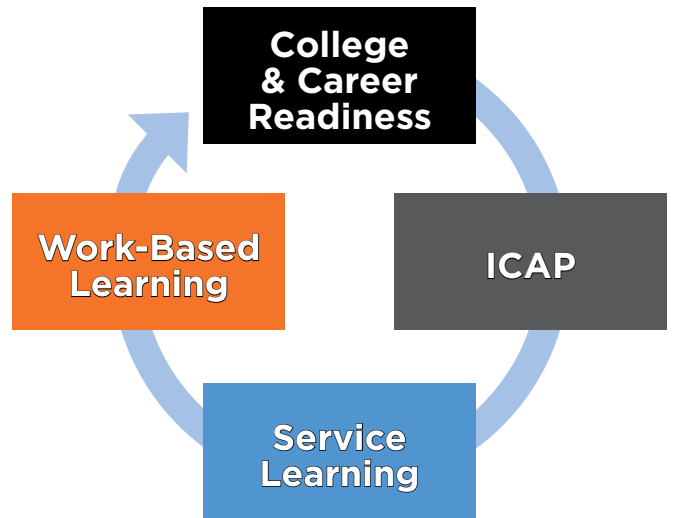 College
& Career
Readiness
Work-Based
Learning
ICAP
Service
Learning